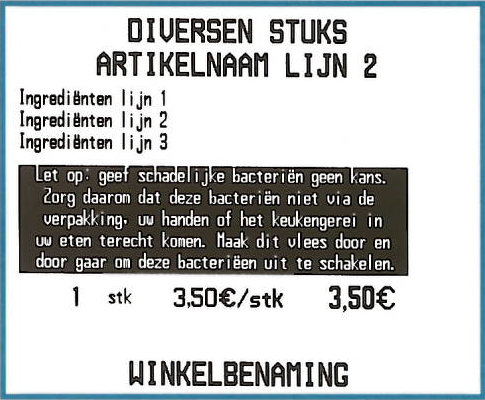 DIVERSEN STUKS
ARTIKELNAAM LIJN 2
Ingrediënten lijn 1
Ingrediënten lijn 2
Ingrediënten lijn 3
Let op: geef schadelijke bacteriën geen kans.
Zorg daarom dat deze bacteriën niet via de
verpakking, uw handen of het keukengerei in
uw eten terecht komen. Maak dit vlees door en
door gaar om deze bacterieën uit te schakelen.
1 stk 3,50€/stk 3,50€
WINKELBENAMING